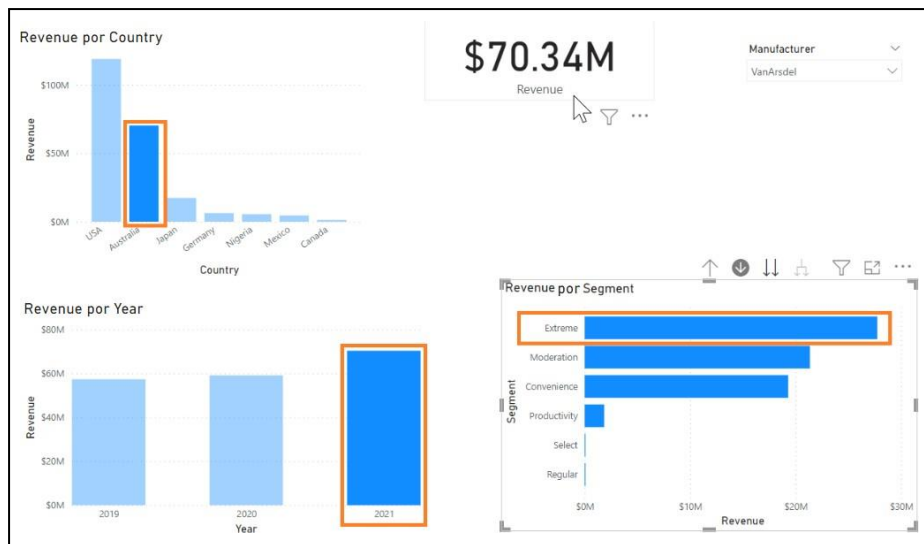 Revenue por Country
$100M
$50M
$0M
Revenue
USA
Australia
Japan
Germany
Nigeria
Mexico
Canada
Country
$70.34M
Revenue
Manufacturer
VanArsdel
Revenue por Year
$80M
$60M
$40M
$20M
$0M
Revenue
2019
2020
2021
Year
Revenue por Segment
Segment
Extreme
Moderation
Convenience
Productivity
Select
Regular
$0M
$10M
$20M
$30M
Revenue